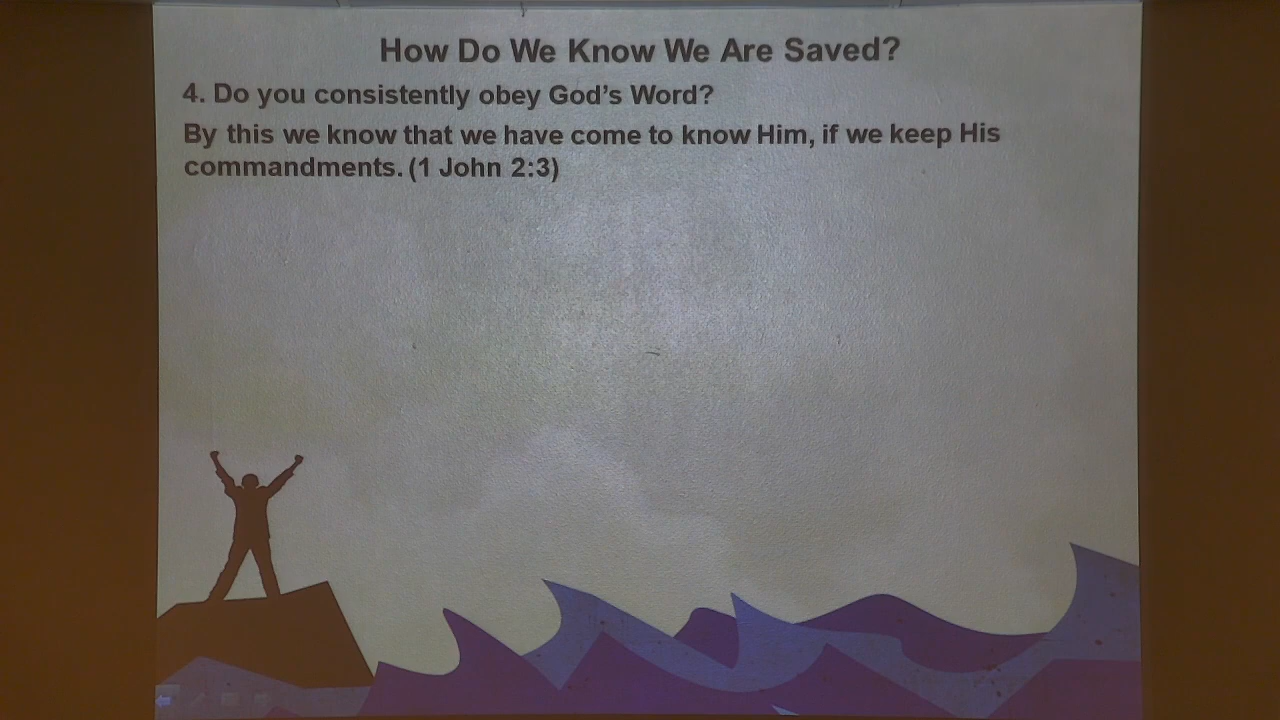 How Do We Know We Are Saved?
4. Do you consistently obey God's Word?
By this we know that we have come to know Him, if we keep His
commandments. (1 John 2:3)